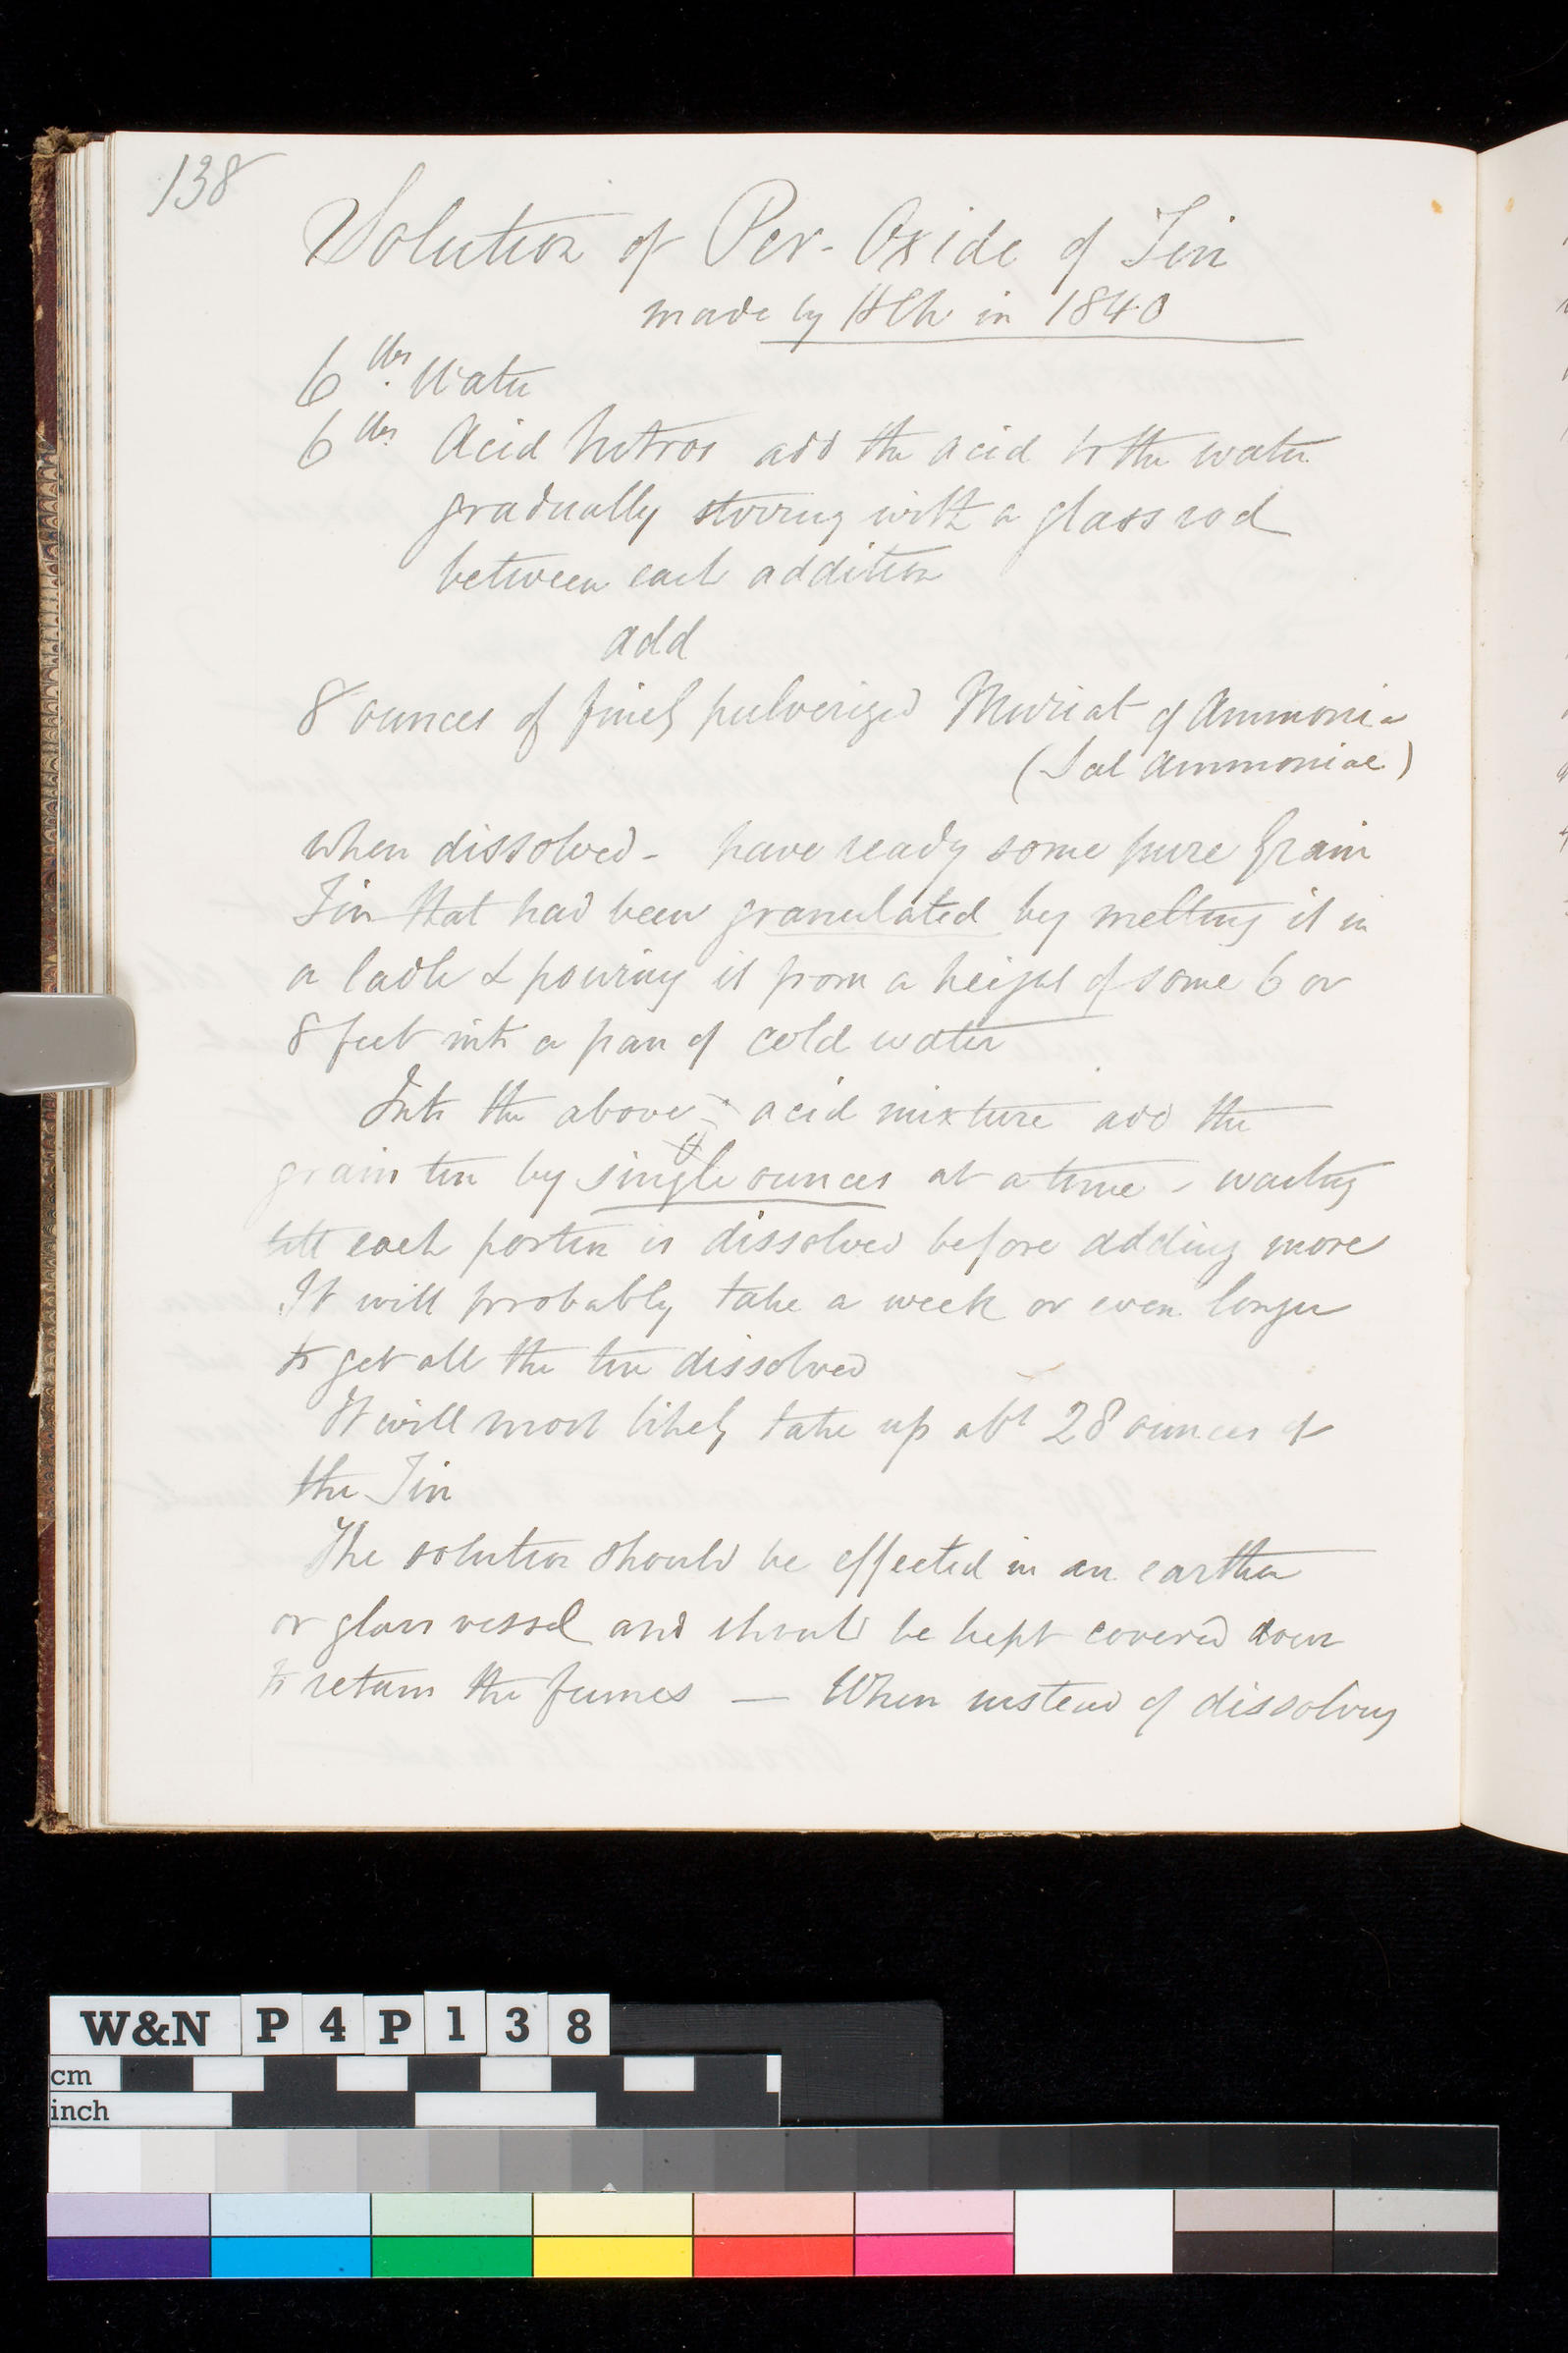 138
Solution of Per-Oxide of Tin
made by HCh in 1840
6 lbs. Water
6 lbs Acid Nitros add the acid to the water
gradually stirring with a glass rod
between each addition
add
8 ounces of finely pulverized Muriat of Ammonia
(Sal Ammoniac)
when dissolved - have ready some pure Grain
Tin that had been granulated by melting it in
a ladle & pouring it from a height of some 6 or
8 feet into a pan of cold water
Into the above acid mixture add the
grain tin by single ounces at a time - waiting
till each portion is dissolved before adding more
It will probably take a week or even longer
to get all the tin dissolved
It will most likely take up abt 28 ounces of
the Tin
The solution should be effected in an earthen
or glass vessel and should be kept covered down
to return the fumes — When instead of dissolving
W&N P4P138
cm
inch